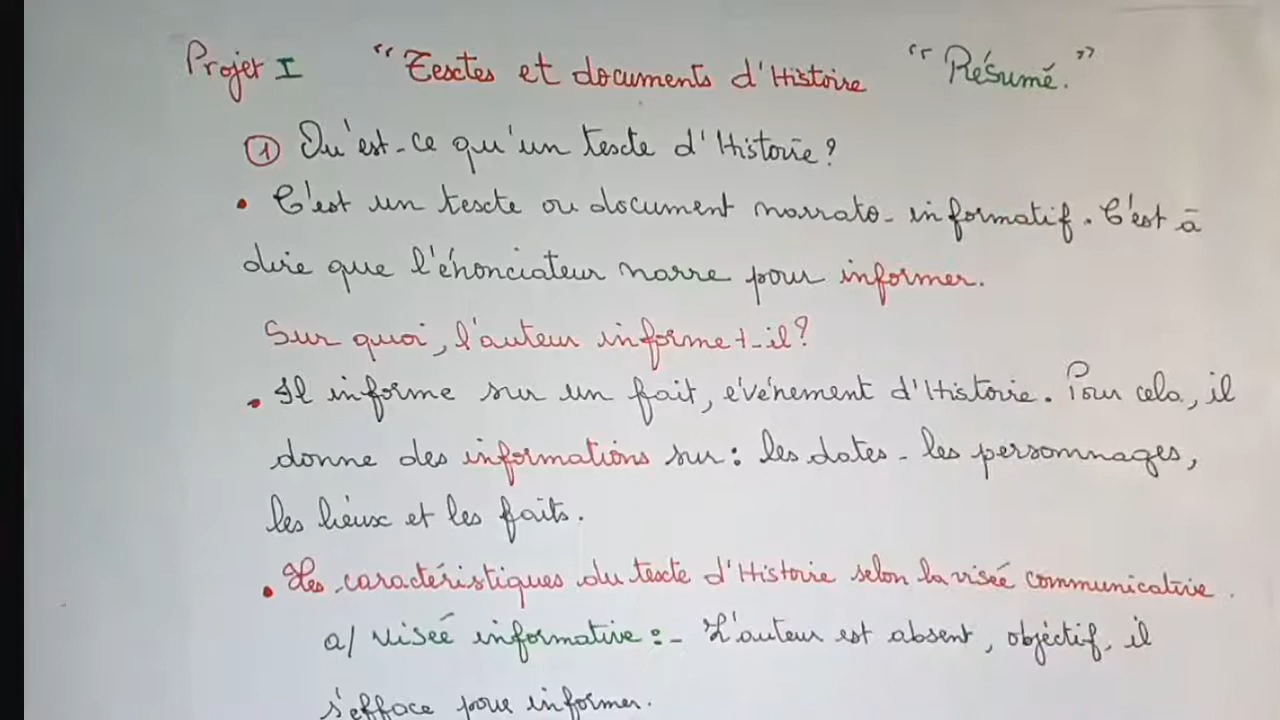 Projet I " Textes et documents d'Histoire " Résumé. "
① Qu'est-ce qu'un texte d'Histoire ?
• C'est un texte ou document narrato-informatif. C'est à
dire que l'énonciateur narre pour informer.
Sur quoi, l'auteur informe t-il ?
• Il informe sur un fait, événement d'Histoire. Pour cela, il
donne des informations sur : les dates - les personnages,
les lieux et les faits.
• Les caractéristiques du texte d'Histoire selon la visée communicative.
a/ Visée informative : - L'auteur est absent, objectif, il
s'efface pour informer.